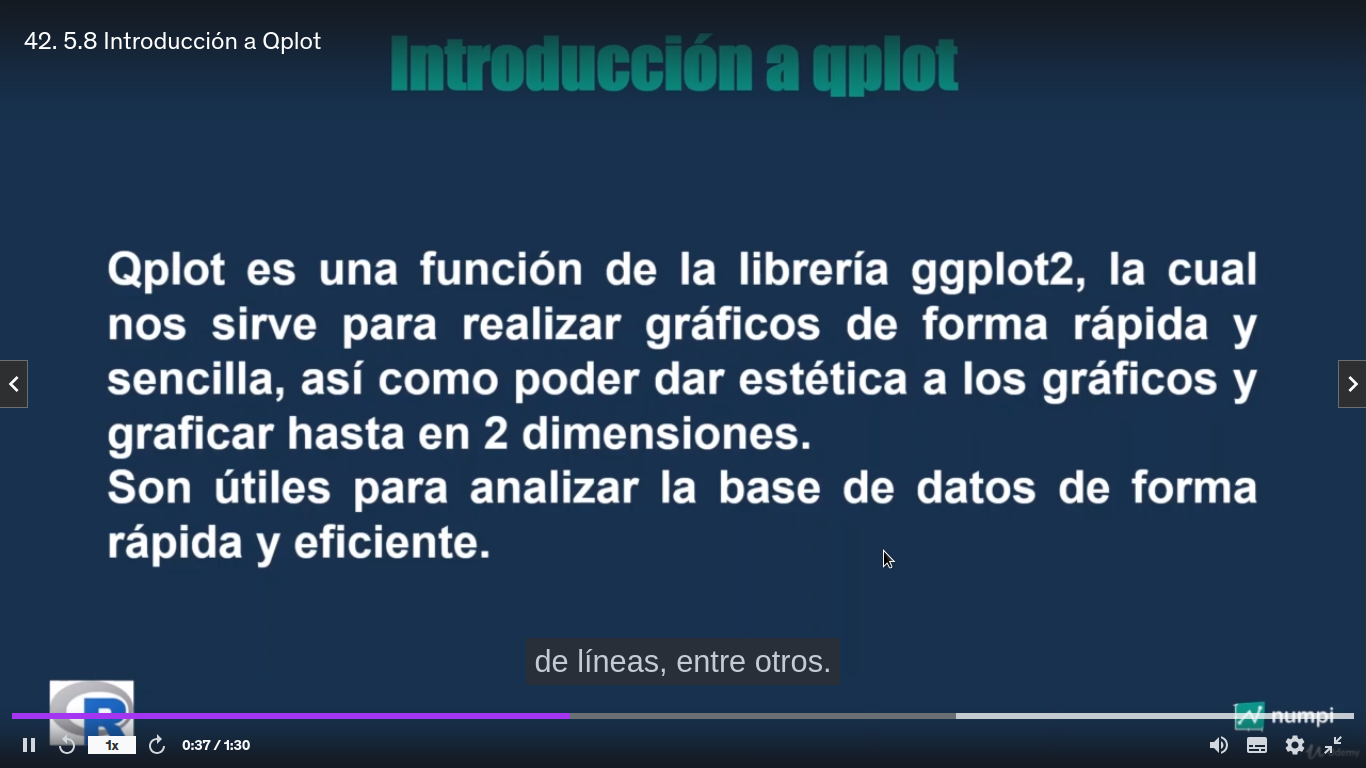 42. 5.8 Introducción a Qplot
Introducción a qplot
Qplot es una función de la librería ggplot2, la cual
nos sirve para realizar gráficos de forma rápida y
sencilla, así como poder dar estética a los gráficos y
graficar hasta en 2 dimensiones.
Son útiles para analizar la base de datos de forma
rápida y eficiente.
de líneas, entre otros.
R
numpi
1x
0:37 / 1:30